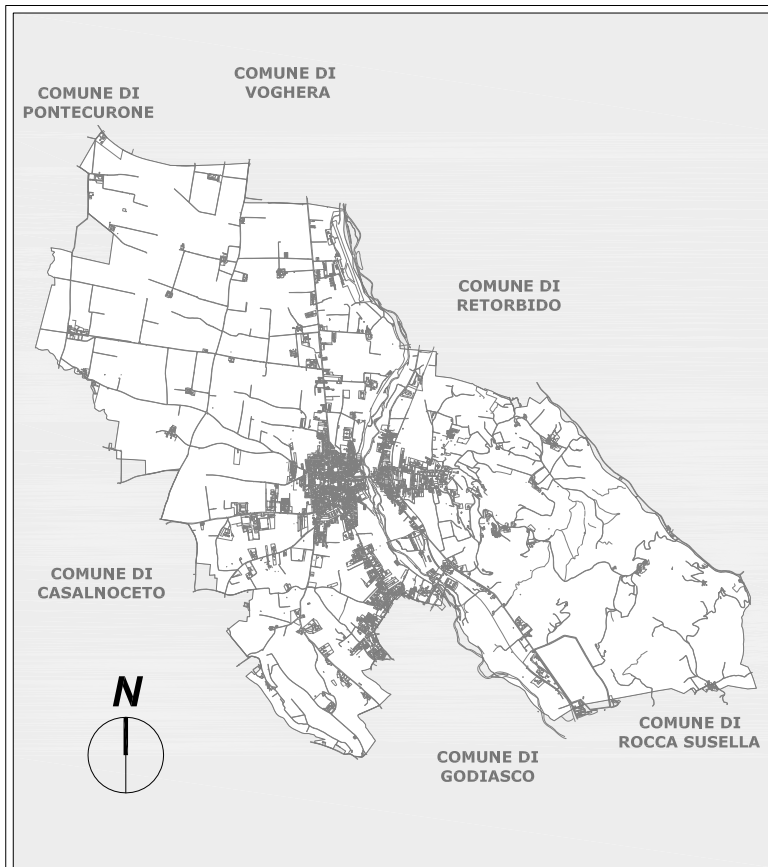 COMUNE DI
VOGHERA
COMUNE DI
PONTECURONE
COMUNE DI
RETORBIDO
COMUNE DI
CASALNOCETO
N
COMUNE DI
ROCCA SUSELLA
COMUNE DI
GODIASCO